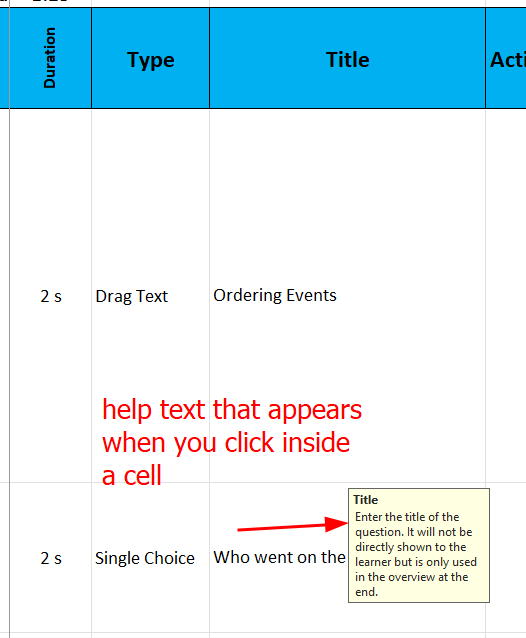 Duration
Type
Title
Acti
2 s
Drag Text
Ordering Events
help text that appears
when you click inside
a cell
2 s
Single Choice
Who went on the
Title
Enter the title of the
question. It will not be
directly shown to the
learner but is only used
in the overview at the
end.